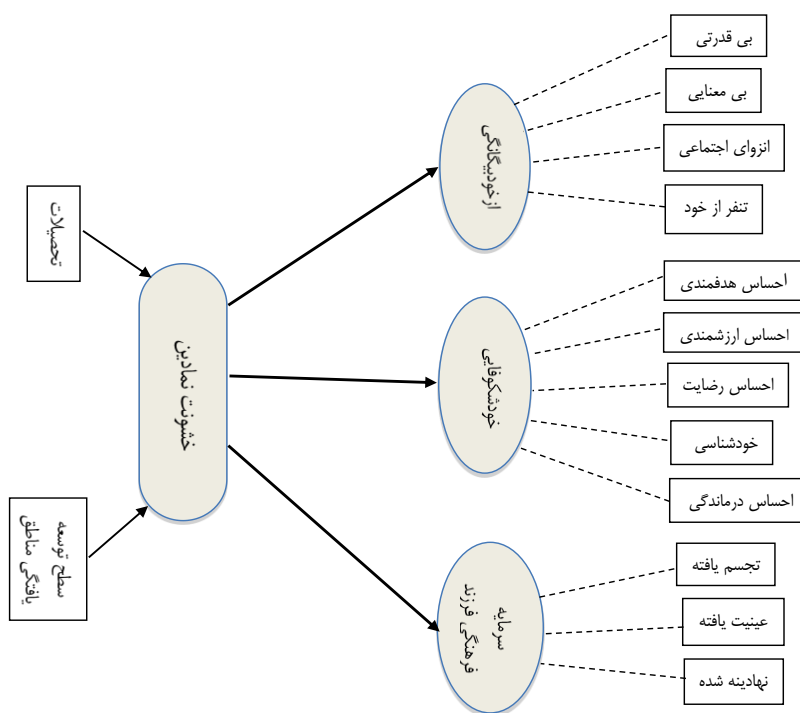 بی قدرتی
بی معنایی
انزوای اجتماعی
تنفر از خود
ازخودبیگانگی
احساس هدفمندی
احساس ارزشمندی
احساس رضایت
خودشناسی
احساس درماندگی
خودشکوفایی
تجسم یافته
عینیت یافته
نهادینه شده
سرمایه
فرهنگی فرزند
خشونت نمادین
تحصیلات
سطح توسعه
یافتگی مناطق